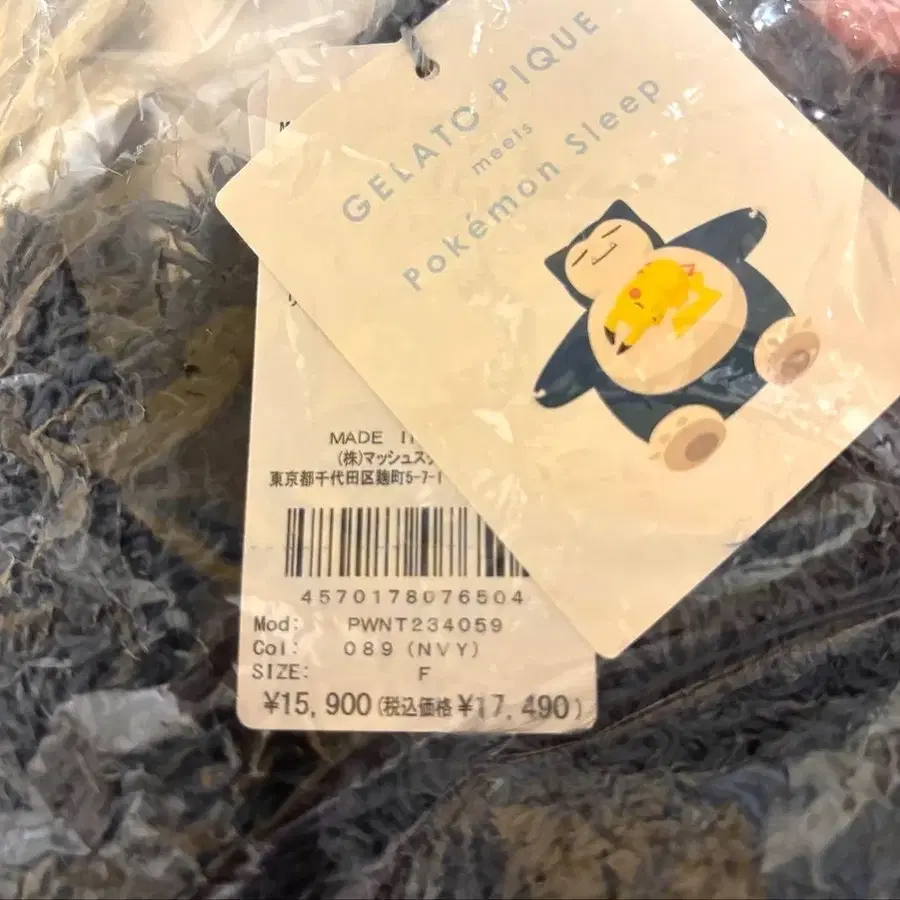 GELATO PIQUE
meets
Pokémon Sleep
MADE I
(株)マッシュス
東京都千代田区麹町5-7-1
4570178076504
Mod: PWNT234059
Col: 089 (NVY)
SIZE: F
¥15,900(税込価格¥17,490)